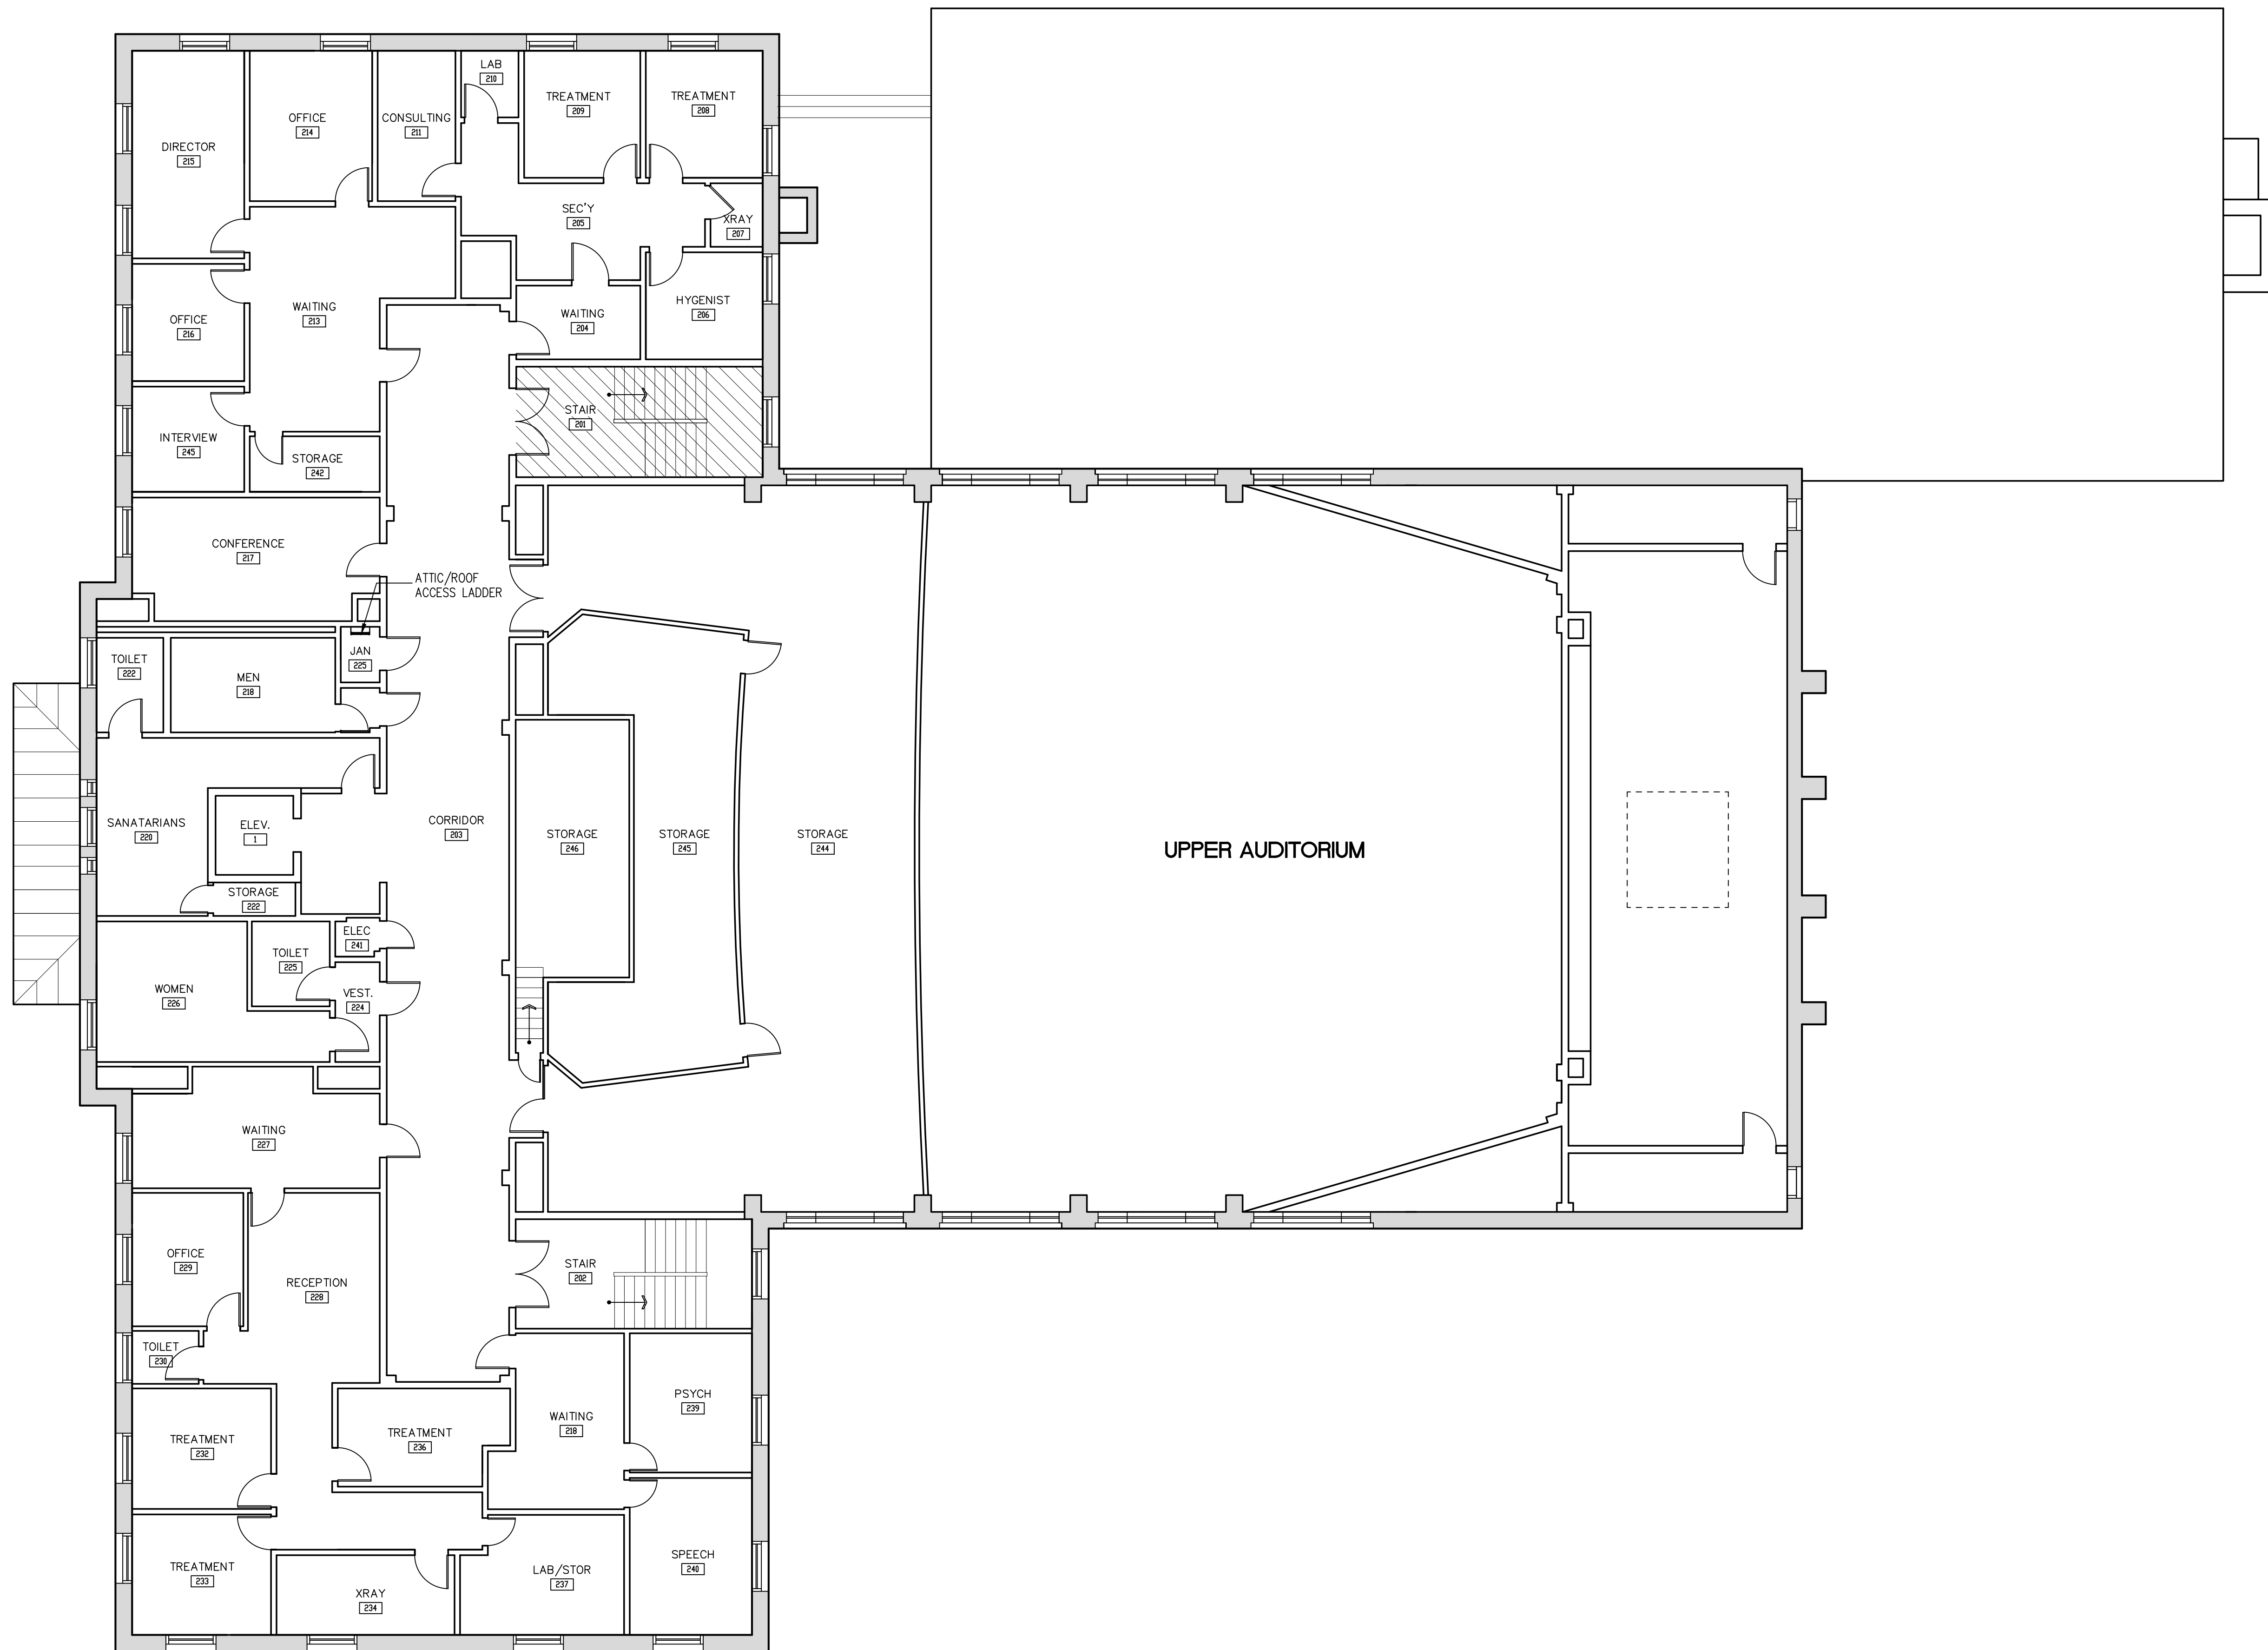 LAB
210
TREATMENT
209
TREATMENT
208
OFFICE
214
CONSULTING
211
DIRECTOR
215
SEC'Y
205
XRAY
207
WAITING
213
WAITING
204
HYGENIST
206
OFFICE
216
STAIR
201
INTERVIEW
245
STORAGE
242
CONFERENCE
217
ATTIC/ROOF
ACCESS LADDER
TOILET
222
MEN
218
JAN
225
SANATARIANS
220
ELEV.
1
CORRIDOR
203
STORAGE
246
STORAGE
245
STORAGE
244
UPPER AUDITORIUM
STORAGE
222
ELEC
241
TOILET
225
WOMEN
226
VEST.
224
WAITING
227
OFFICE
229
RECEPTION
228
STAIR
202
TOILET
230
PSYCH
239
WAITING
218
TREATMENT
232
TREATMENT
236
TREATMENT
233
XRAY
234
LAB/STOR
237
SPEECH
240